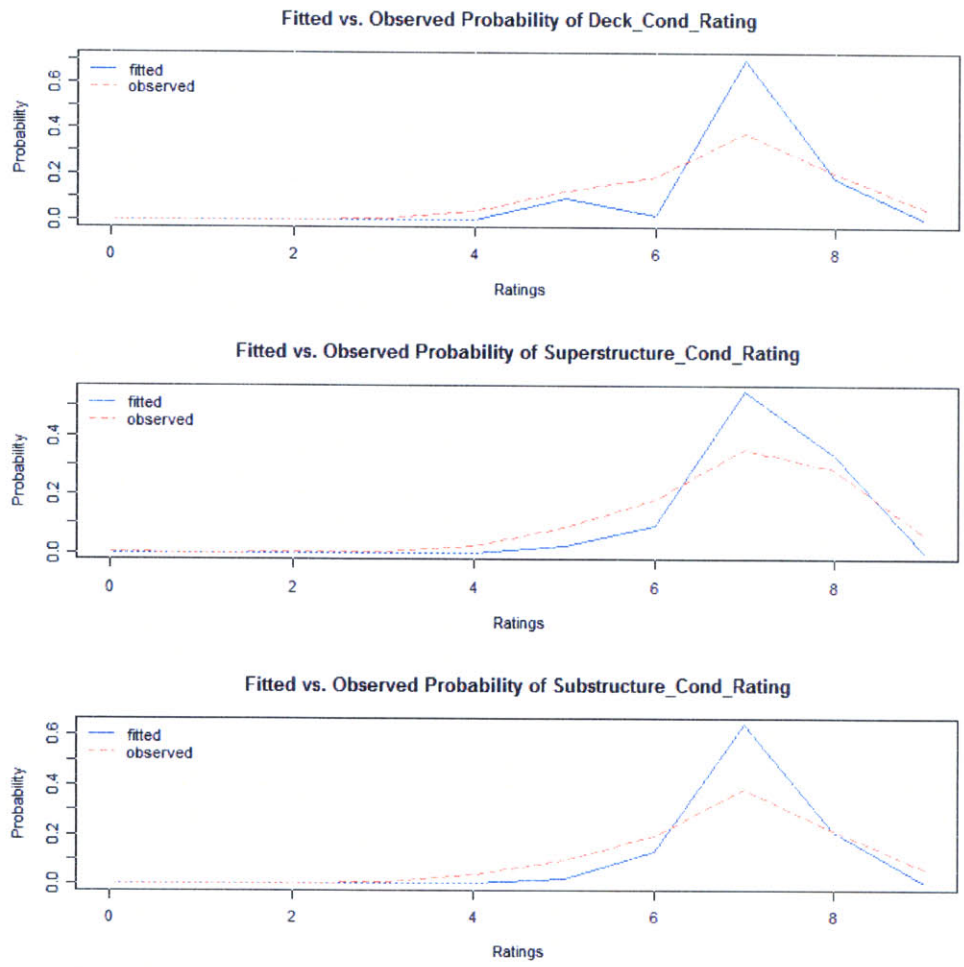 Fitted vs. Observed Probability of Deck_Cond_Rating
fitted
observed
Probability
0.0 0.2 0.4 0.6
0 2 4 6 8
Ratings
Fitted vs. Observed Probability of Superstructure_Cond_Rating
fitted
observed
Probability
0.0 0.2 0.4
0 2 4 6 8
Ratings
Fitted vs. Observed Probability of Substructure_Cond_Rating
fitted
observed
Probability
0.0 0.2 0.4 0.6
0 2 4 6 8
Ratings